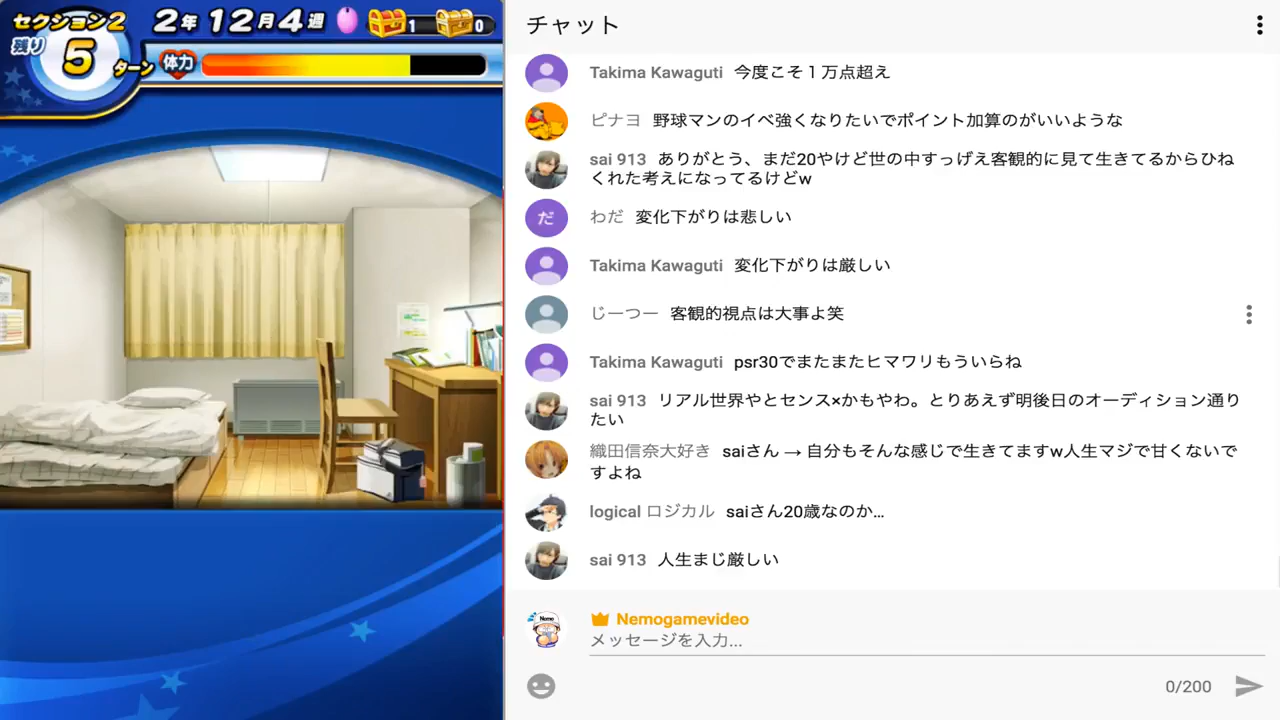 セクション2
2年12月4週
1
0
残り
5
ターン
体力
チャット
Takima Kawaguti 今度こそ１万点超え
ピナヨ 野球マンのイベ強くなりたいでポイント加算のがいいような
sai 913 ありがとう、まだ20やけど世の中すっげえ客観的に見て生きてるからひね
くれた考えになってるけどw
だ
わだ 変化下がりは悲しい
Takima Kawaguti 変化下がりは厳しい
じーつー 客観的視点は大事よ笑
Takima Kawaguti psr30でまたまたヒマワリもういらね
sai 913 リアル世界やとセンス×かもやわ。とりあえず明後日のオーディション通り
たい
織田信奈大好き saiさん → 自分もそんな感じで生きてますw人生マジで甘くないで
すよね
logical ロジカル saiさん20歳なのか...
sai 913 人生まじ厳しい
Nemo
Nemogamevideo
メッセージを入力...
0/200